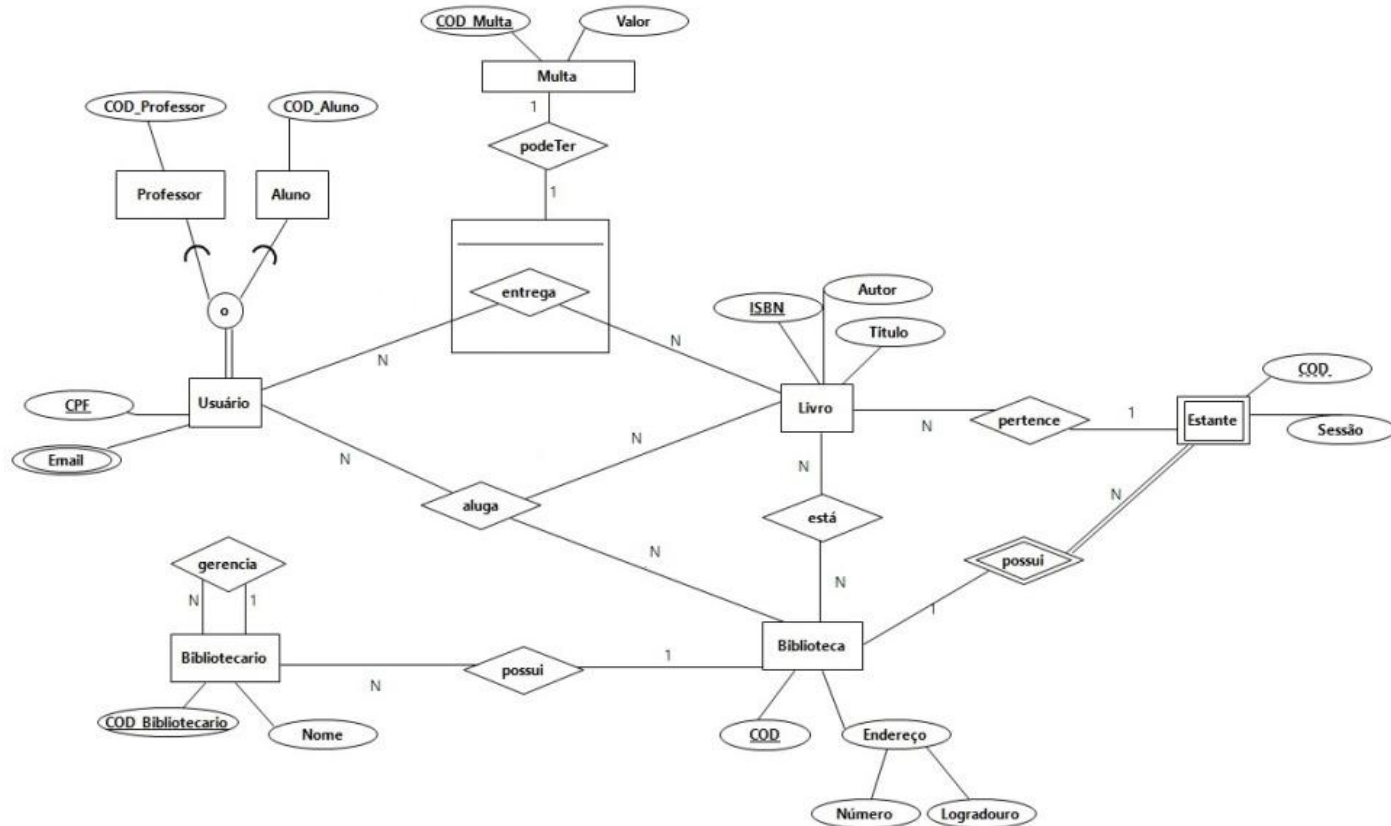 COD_Multa
Valor
Multa
1
COD_Professor
COD_Aluno
podeTer
Professor
Aluno
1
entrega
o
ISBN
Autor
Titulo
N
N
COD
CPF
Usuário
Livro
pertence
1
Estante
Sessão
N
N
Email
N
N
N
aluga
está
gerencia
N
N
possui
N
1
N
1
Bibliotecario
possui
1
Biblioteca
N
COD_Bibliotecario
Nome
COD
Endereço
Número
Logradouro